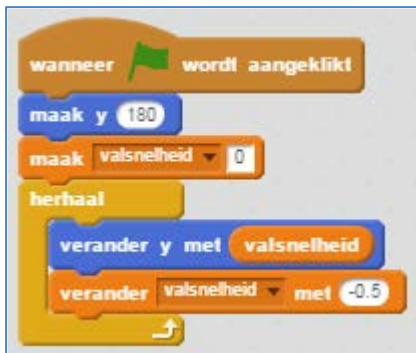 wanneer wordt aangeklikt
maak y 180
maak valsnelheid 0
herhaal
verander y met valsnelheid
verander valsnelheid met -0.5